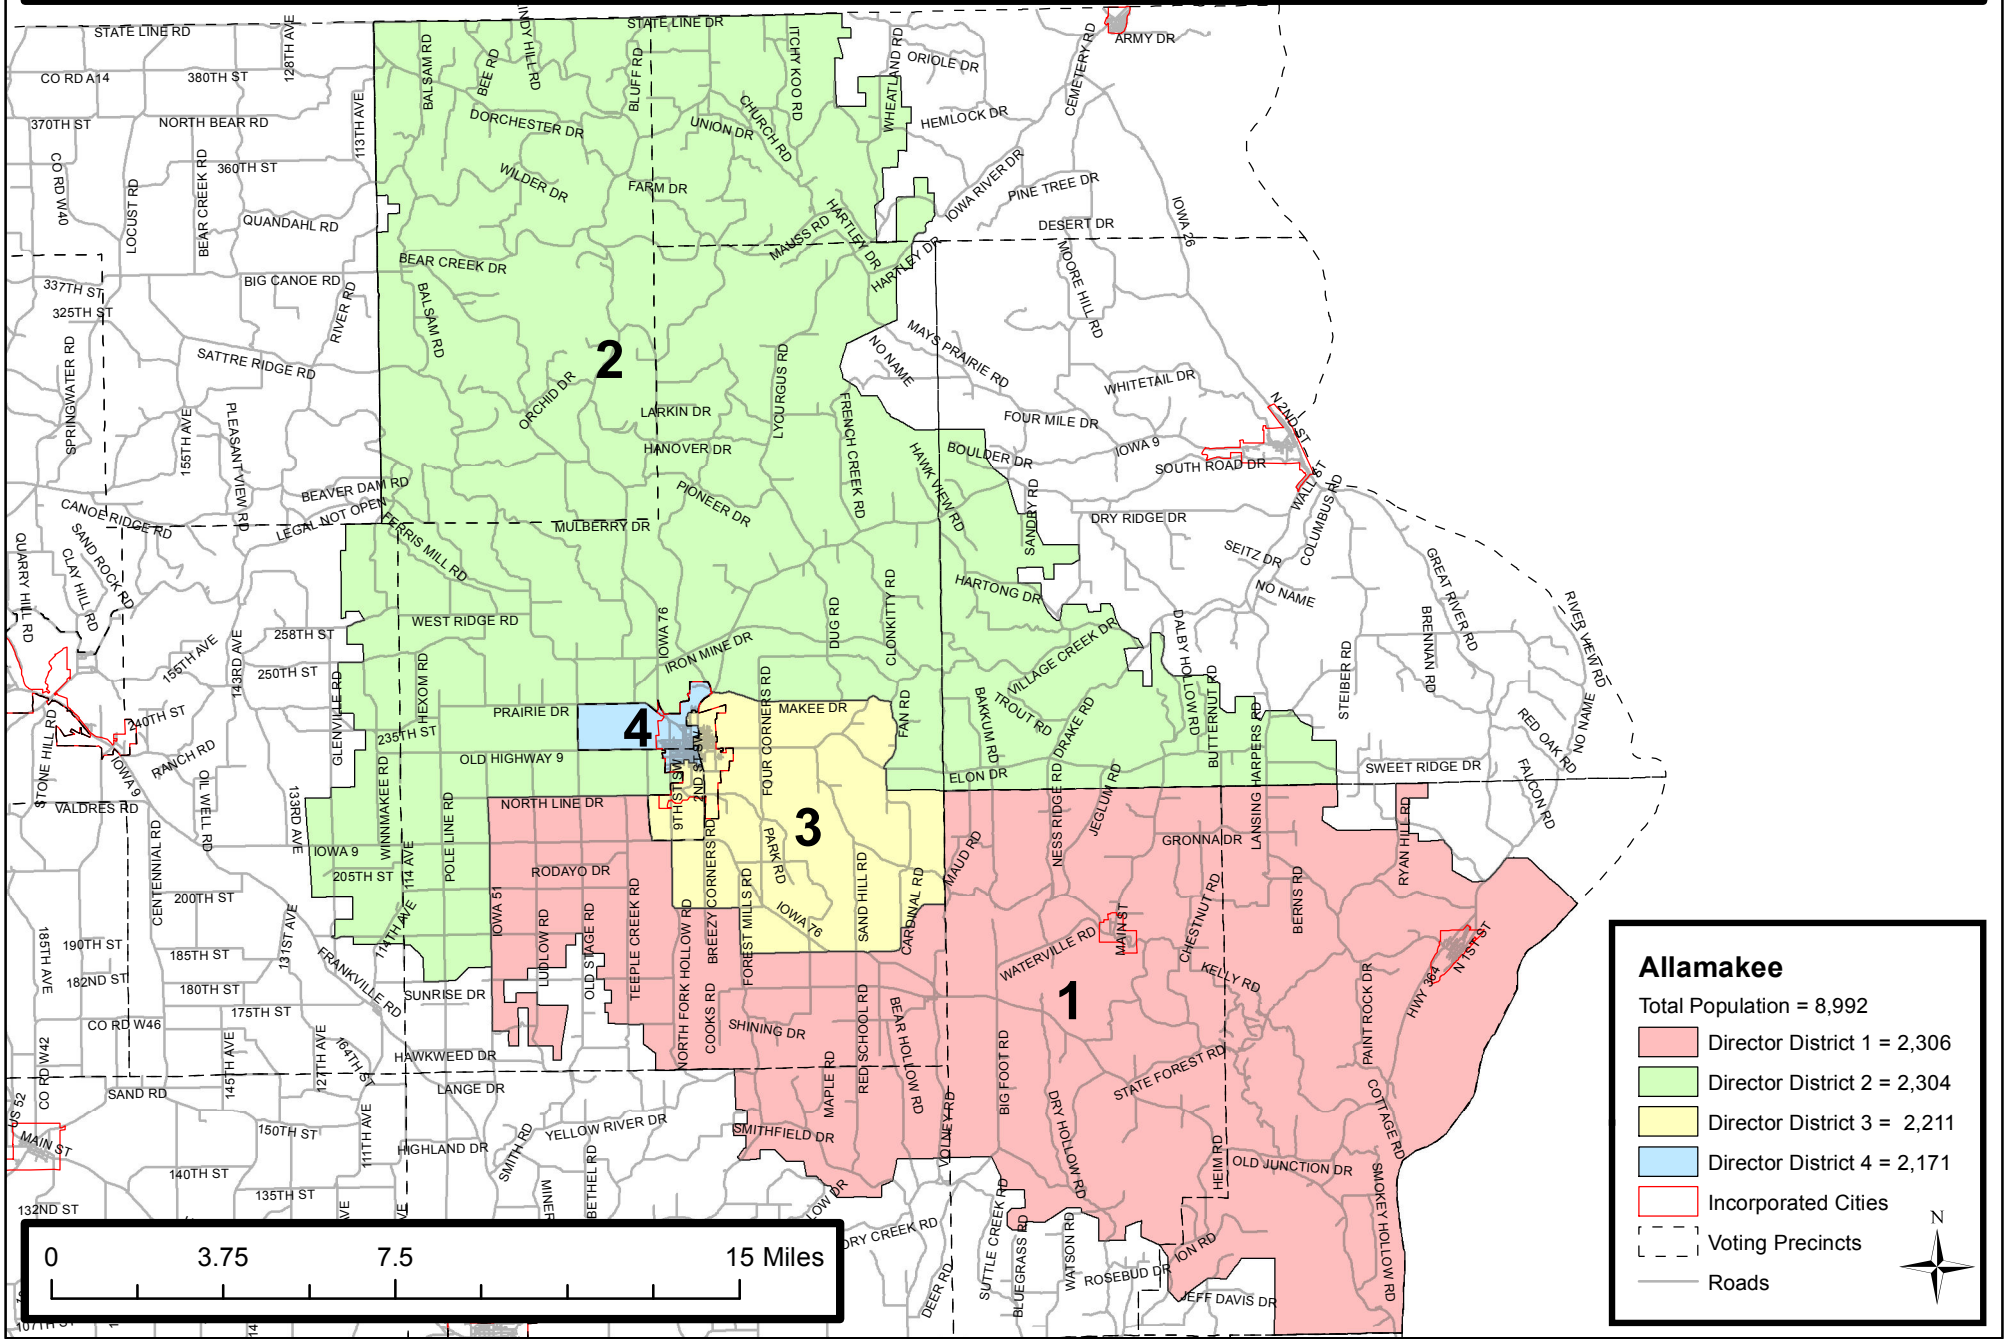 STATE LINE RD
128TH AVE
INDY HILL RD
STATE LINE DR
ITCHY KOO RD
WHEATLAND RD
ORIOLE DR
CEMETERY RD
ARMY DR
CO RD A14
380TH ST
BALSAM RD
BEE RD
BLUFF RD
370TH ST
NORTH BEAR RD
113TH AVE
DORCHESTER DR
UNION DR
CHURCH RD
HEMLOCK DR
CO RD W40
LOCUST RD
BEAR CREEK RD
360TH ST
WILDER DR
FARM DR
IOWA RIVER DR
PINE TREE DR
IOWA 26
QUANDAHL RD
MAUSS RD
HARTLEY DR
DESERT DR
BEAR CREEK DR
HARTLEY DR
MOORE HILL RD
337TH ST
BIG CANOE RD
325TH ST
RIVER RD
BALSAM RD
SPRINGWATER RD
SATTRE RIDGE RD
2
ORCHID DR
LYCURGUS RD
NO NAME
MAYS PRAIRIE RD
WHITETAIL DR
155TH AVE
PLEASANT VIEW RD
LARKIN DR
FRENCH CREEK RD
FOUR MILE DR
N 2ND ST
HANOVER DR
HAWK VIEW RD
BOULDER DR
IOWA 9
SOUTH ROAD DR
BEAVER DAM RD
CANOE RIDGE RD
LEGAL NOT OPEN
PIONEER DR
SANDRY RD
WALL ST
COLUMBUS RD
FERRIS MILL RD
MULBERRY DR
DRY RIDGE DR
QUARRY HILL RD
SAND ROCK RD
CLAY HILL RD
SEITZ DR
GREAT RIVER RD
HARTONG DR
NO NAME
RIVER VIEW RD
258TH ST
WEST RIDGE RD
IOWA 76
IRON MINE DR
DUG RD
CLONKITTY RD
VILLAGE CREEK DR
DALBY HOLLOW RD
BRENNAN RD
155TH AVE
143RD AVE
250TH ST
GLENVILLE RD
HEXOM RD
FOUR CORNERS RD
STEIBER RD
240TH ST
PRAIRIE DR
4
MAKEE DR
FAN RD
BAKKUM RD
TROUT RD
DRAKE RD
BUTTERNUT RD
LANSING HARPERS RD
RED OAK RD
NO NAME
STONE HILL RD
235TH ST
OLD HIGHWAY 9
IOWA 9
RANCH RD
OIL WELL RD
WINNMAKEE RD
9TH ST SW
2ND ST SW
ELON DR
SWEET RIDGE DR
FALCON RD
VALDRES RD
133RD AVE
POLE LINE RD
NORTH LINE DR
3
NESS RIDGE RD
JEGLUM RD
CENTENNIAL RD
IOWA 9
BREEZY CORNERS RD
PARK RD
MAUD RD
GRONNA DR
RYAN HILL RD
205TH ST
114 AVE
RODAYO DR
200TH ST
IOWA 51
TEEPLE CREEK RD
FOREST MILLS RD
SAND HILL RD
CARDINAL RD
CHESTNUT RD
BERNS RD
185TH AVE
190TH ST
131ST AVE
114TH AVE
LUDLOW RD
OLD STAGE RD
NORTH FORK HOLLOW RD
IOWA 76
MAIN ST
WATERVILLE RD
N 1ST ST
185TH ST
FRANKVILLE RD
182ND ST
180TH ST
SUNRISE DR
KELLY RD
1
HWY 364
175TH ST
CO RD W46
COOKS RD
SHINING DR
RED SCHOOL RD
BEAR HOLLOW RD
PAINT ROCK DR
CO RD W42
145TH AVE
127TH AVE
164TH ST
HAWKWEED DR
MAPLE RD
BIG FOOT RD
STATE FOREST RD
US 52
SAND RD
LANGE DR
DRY HOLLOW RD
COTTAGE RD
MAIN ST
150TH ST
111TH AVE
HIGHLAND DR
SMITH RD
YELLOW RIVER DR
SMITHFIELD DR
VOLNEY RD
HEIM RD
OLD JUNCTION DR
140TH ST
135TH ST
MINER
BETHEL RD
SMOKEY HOLLOW RD
132ND ST
AVE
VE
LOW DR
DRY CREEK RD
SUTTLE CREEK RD
BLUEGRASS RD
WATSON RD
ION RD
ROSEBUD DR
DEER RD
JEFF DAVIS DR
107TH ST
0 3.75 7.5 15 Miles
Allamakee
Total Population = 8,992
Director District 1 = 2,306
Director District 2 = 2,304
Director District 3 = 2,211
Director District 4 = 2,171
Incorporated Cities
Voting Precincts
Roads
N